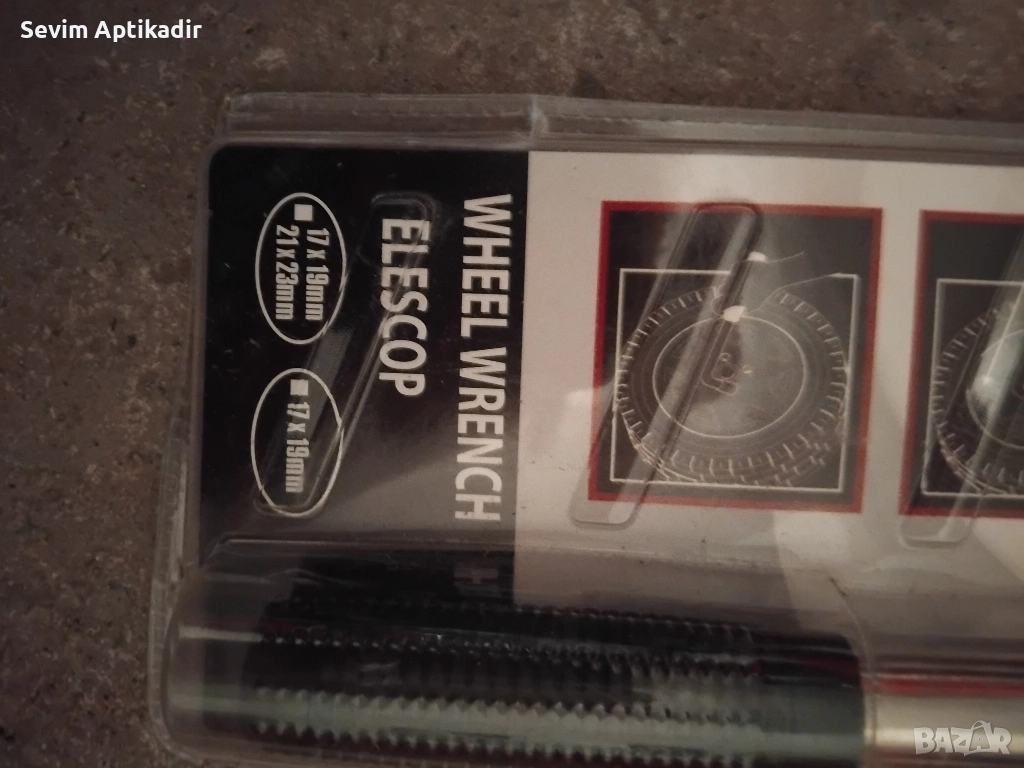 Sevim Aptikadir
WHEEL WRENCH
ELESCOP
■ 17 x 19mm
21 x 23mm
■ 17 x 19mm
BAZAR